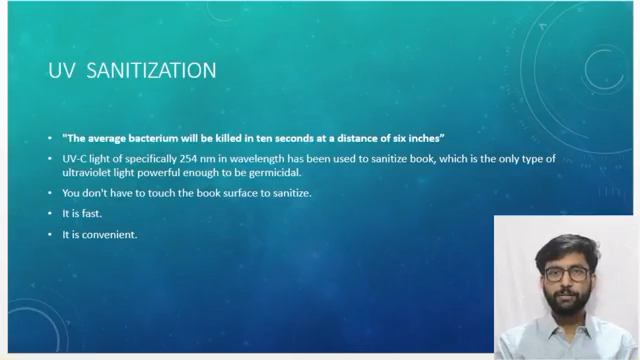 UV SANITIZATION
• "The average bacterium will be killed in ten seconds at a distance of six inches”
• UV-C light of specifically 254 nm in wavelength has been used to sanitize book, which is the only type of
ultraviolet light powerful enough to be germicidal.
• You don't have to touch the book surface to sanitize.
• It is fast.
• It is convenient.